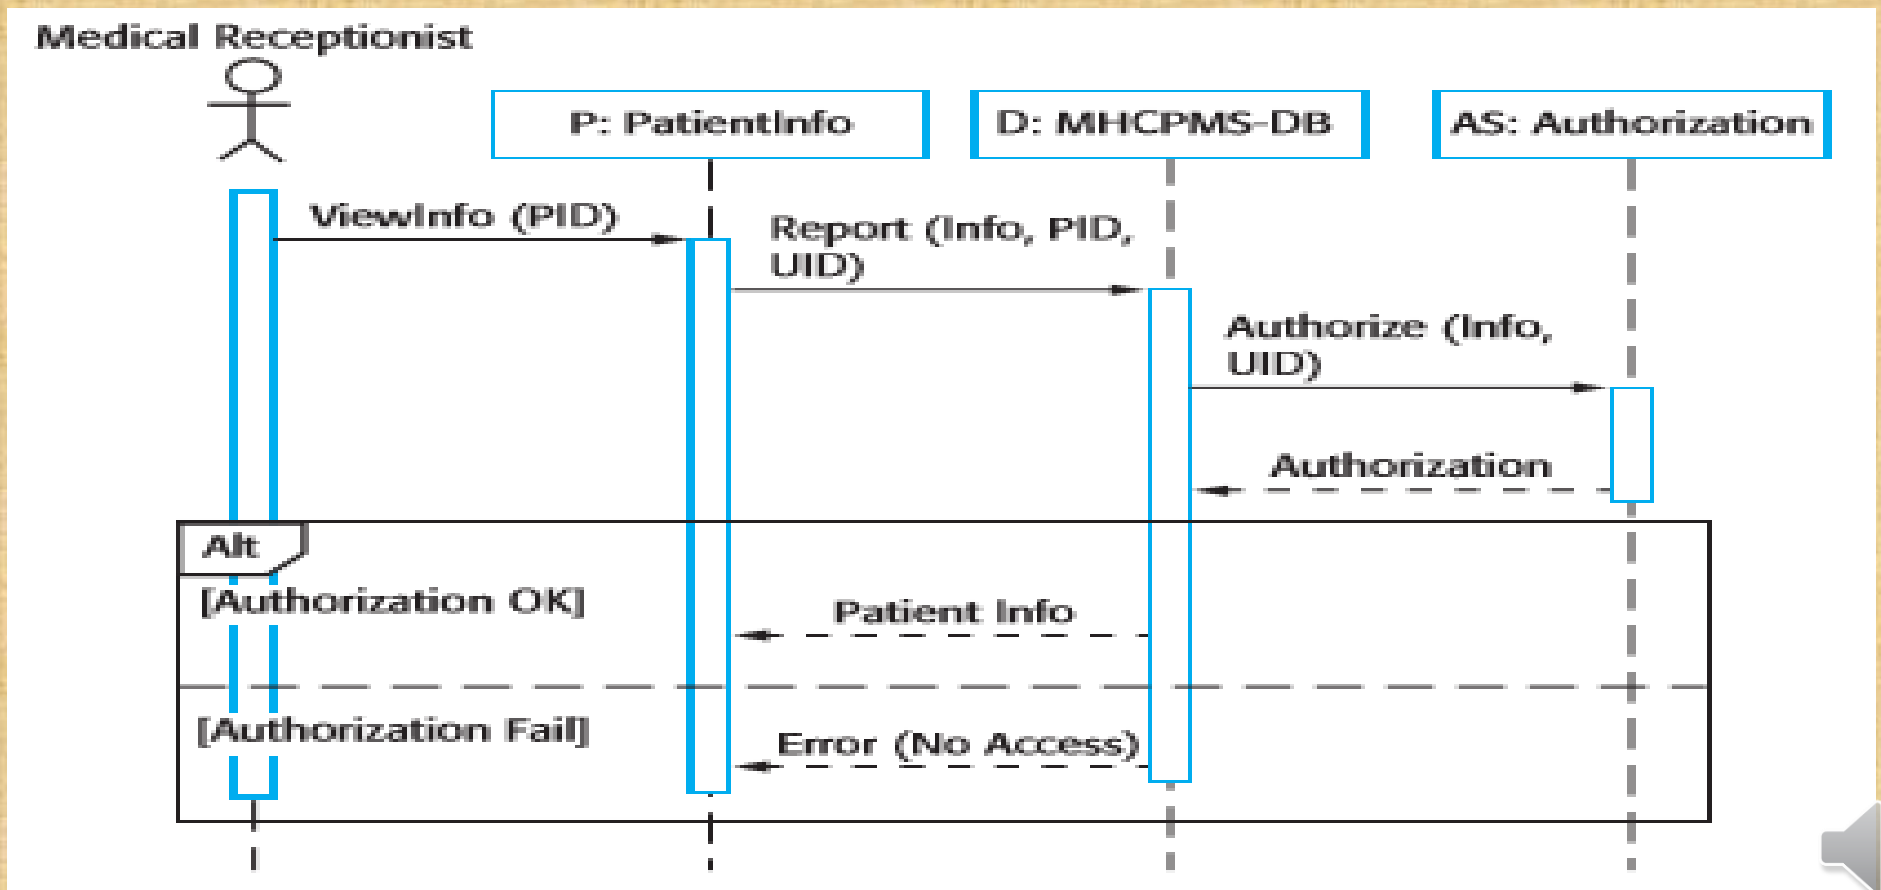 Medical Receptionist
P: PatientInfo
D: MHCPMS-DB
AS: Authorization
ViewInfo (PID)
Report (Info, PID,
UID)
Authorize (Info,
UID)
Authorization
Alt
[Authorization OK]
Patient Info
[Authorization Fail]
Error (No Access)